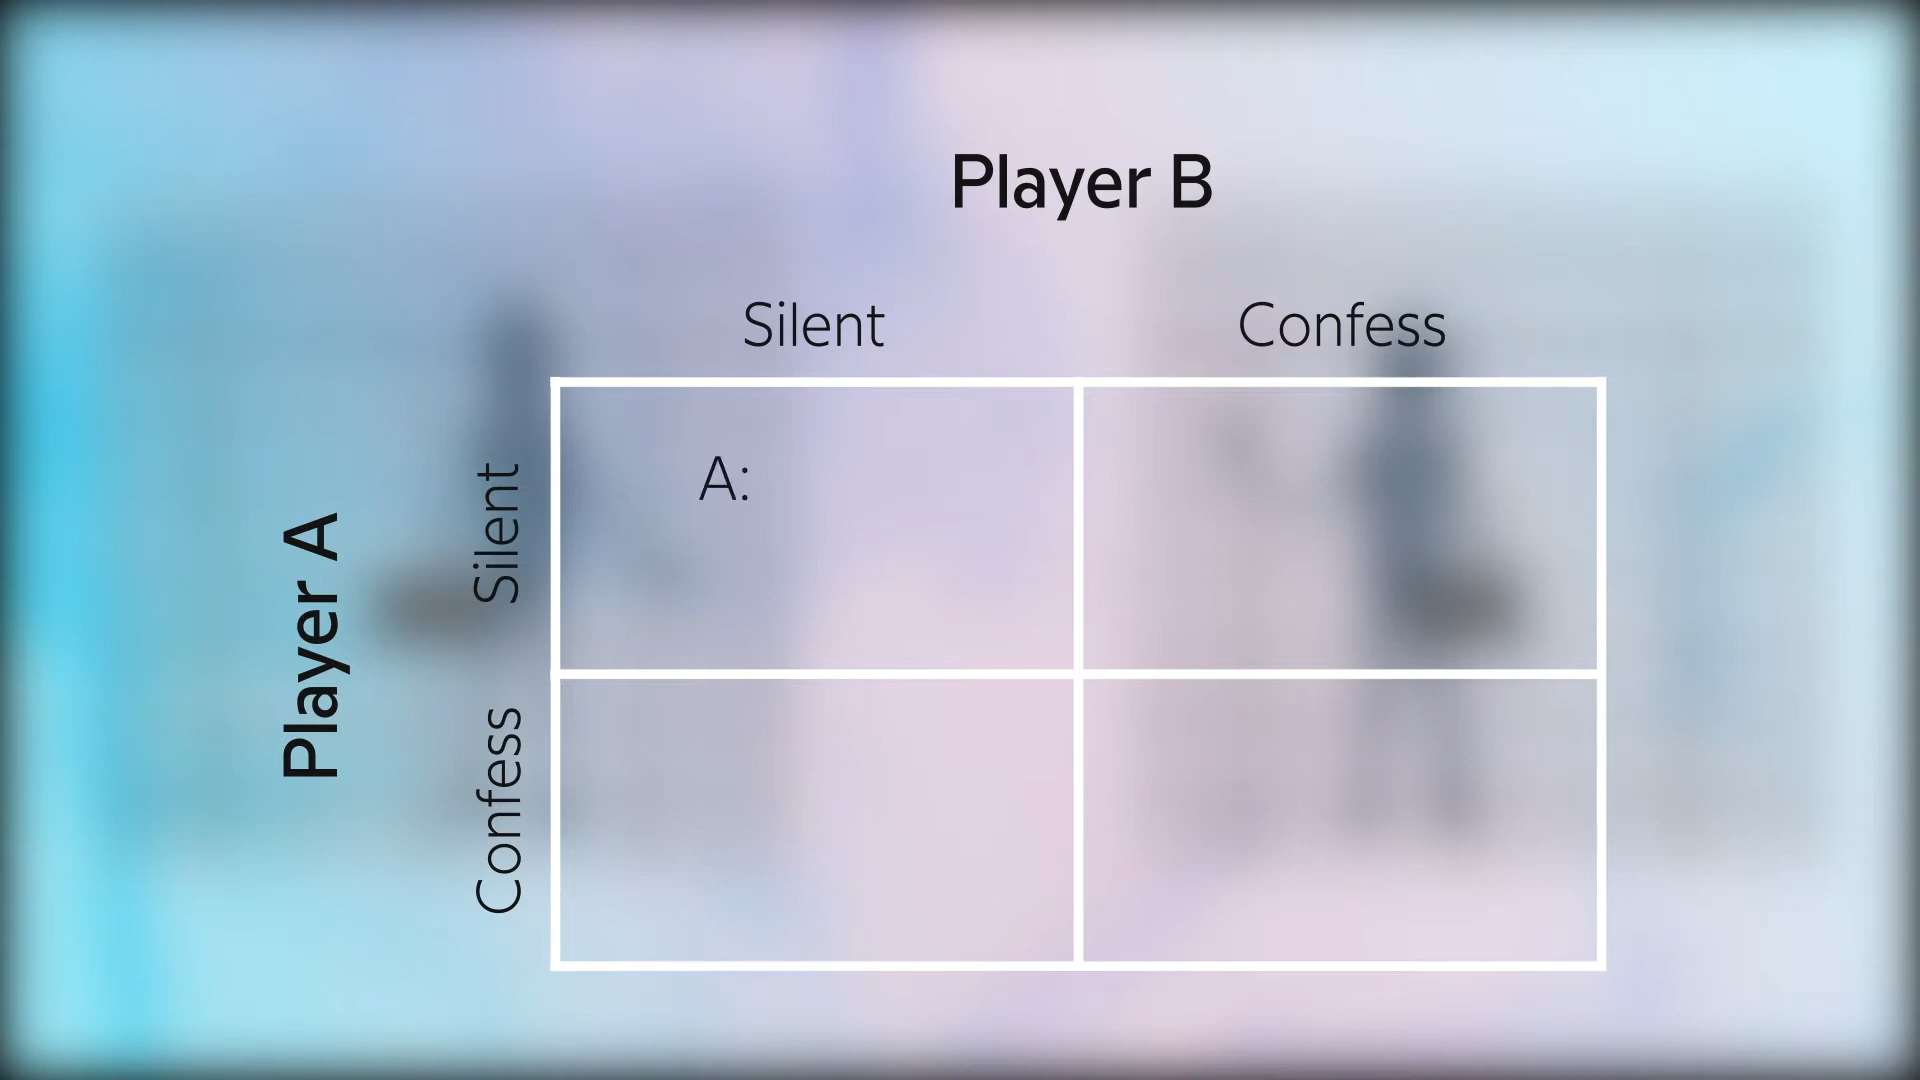 Player B
Silent
Confess
Player A
Silent
A:
Confess